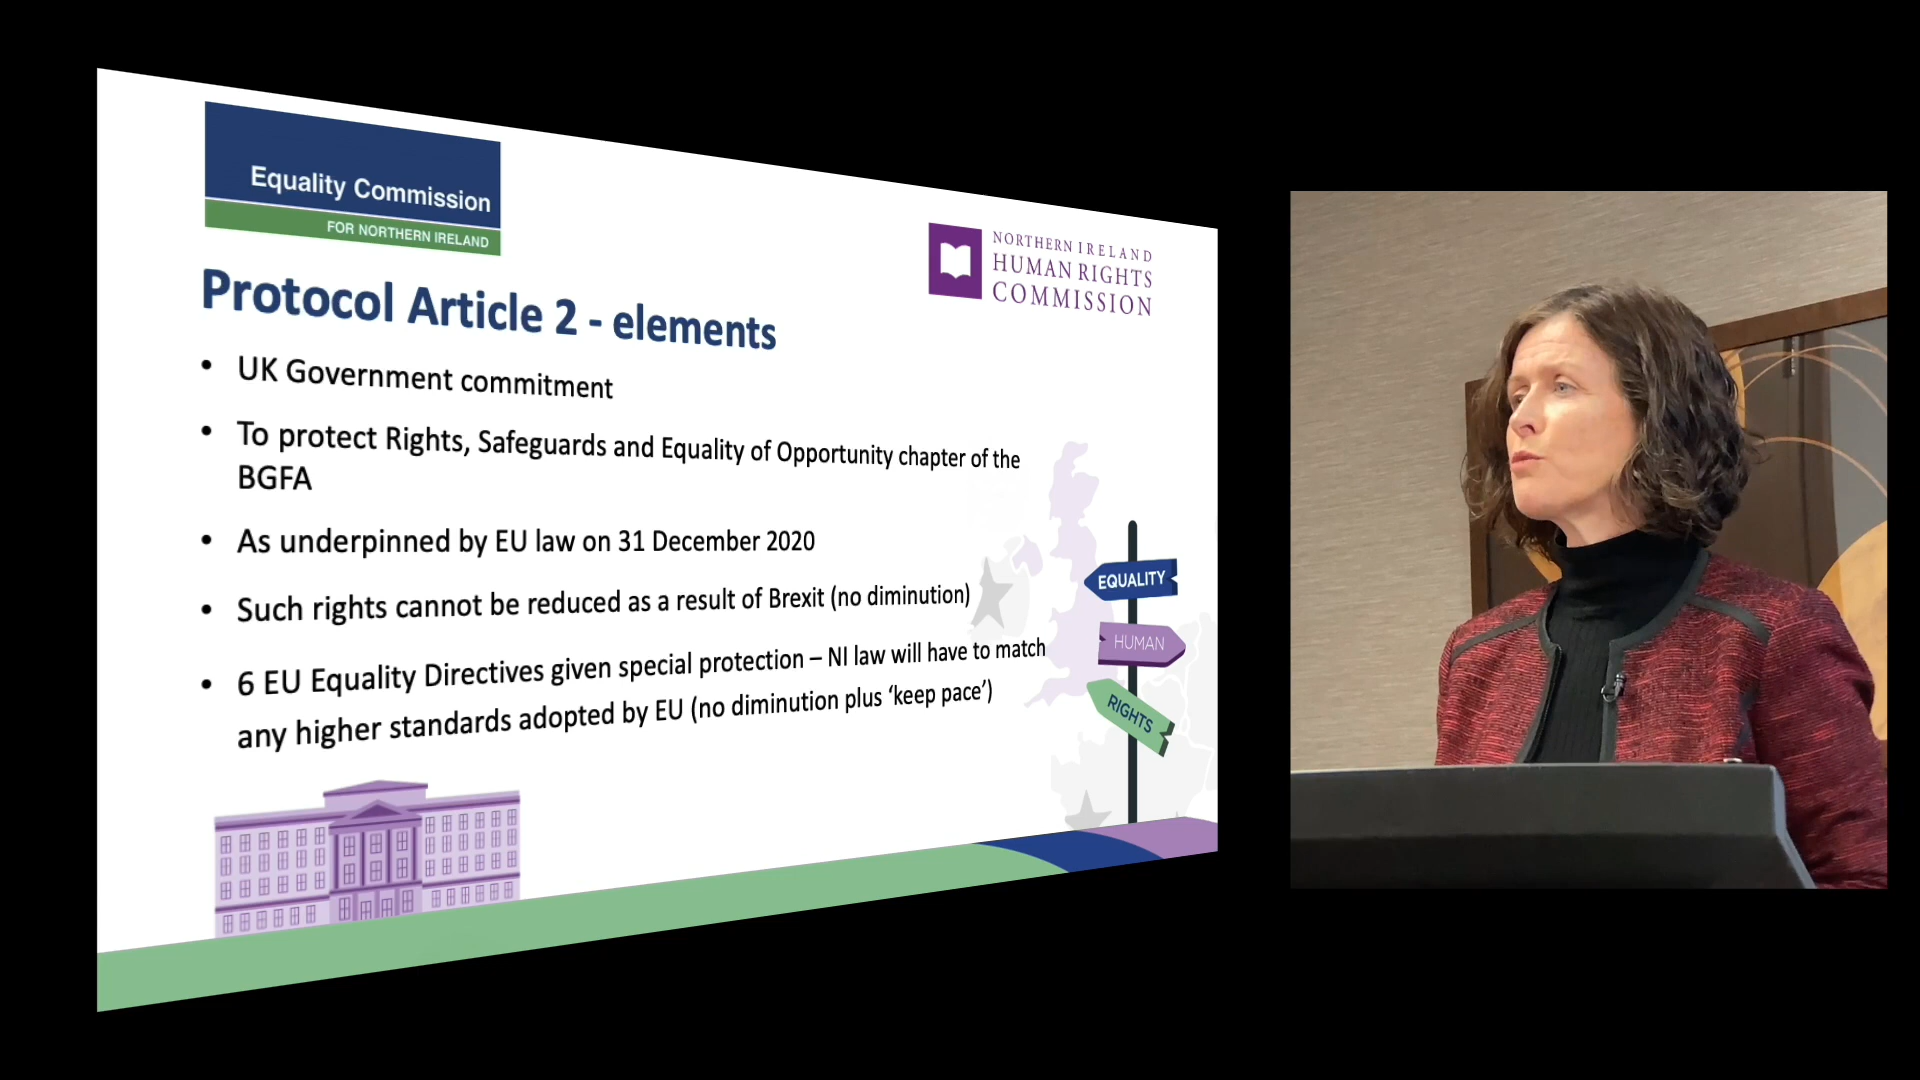 Equality Commission
FOR NORTHERN IRELAND
NORTHERN IRELAND
HUMAN RIGHTS
COMMISSION
Protocol Article 2 - elements
• UK Government commitment
• To protect Rights, Safeguards and Equality of Opportunity chapter of the
BGFA
• As underpinned by EU law on 31 December 2020
• Such rights cannot be reduced as a result of Brexit (no diminution)
• 6 EU Equality Directives given special protection – NI law will have to match
any higher standards adopted by EU (no diminution plus ‘keep pace’)
EQUALITY
HUMAN
RIGHTS